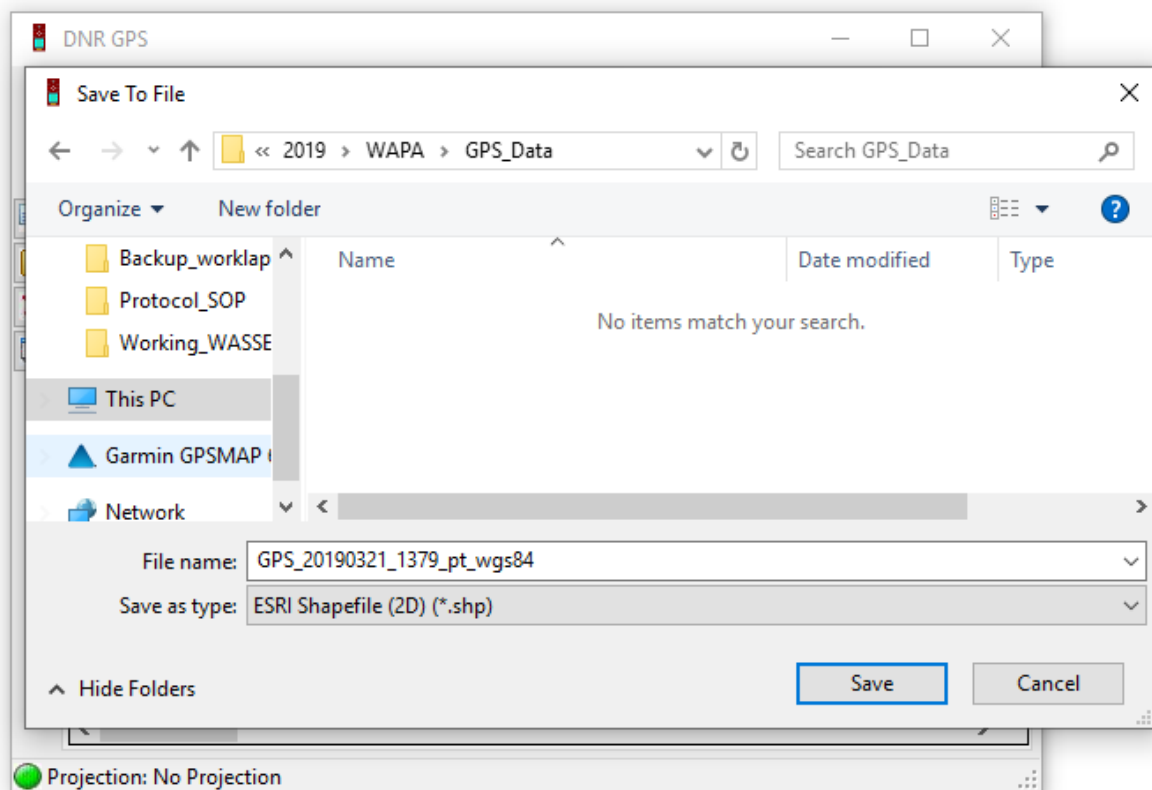 DNR GPS
Save To File
« 2019 > WAPA > GPS_Data
Search GPS_Data
Organize
New folder
Backup_worklap
Name
Date modified
Type
Protocol_SOP
No items match your search.
Working_WASSE
This PC
Garmin GPSMAP
Network
File name: GPS_20190321_1379_pt_wgs84
Save as type: ESRI Shapefile (2D) (*.shp)
Hide Folders
Save
Cancel
Projection: No Projection